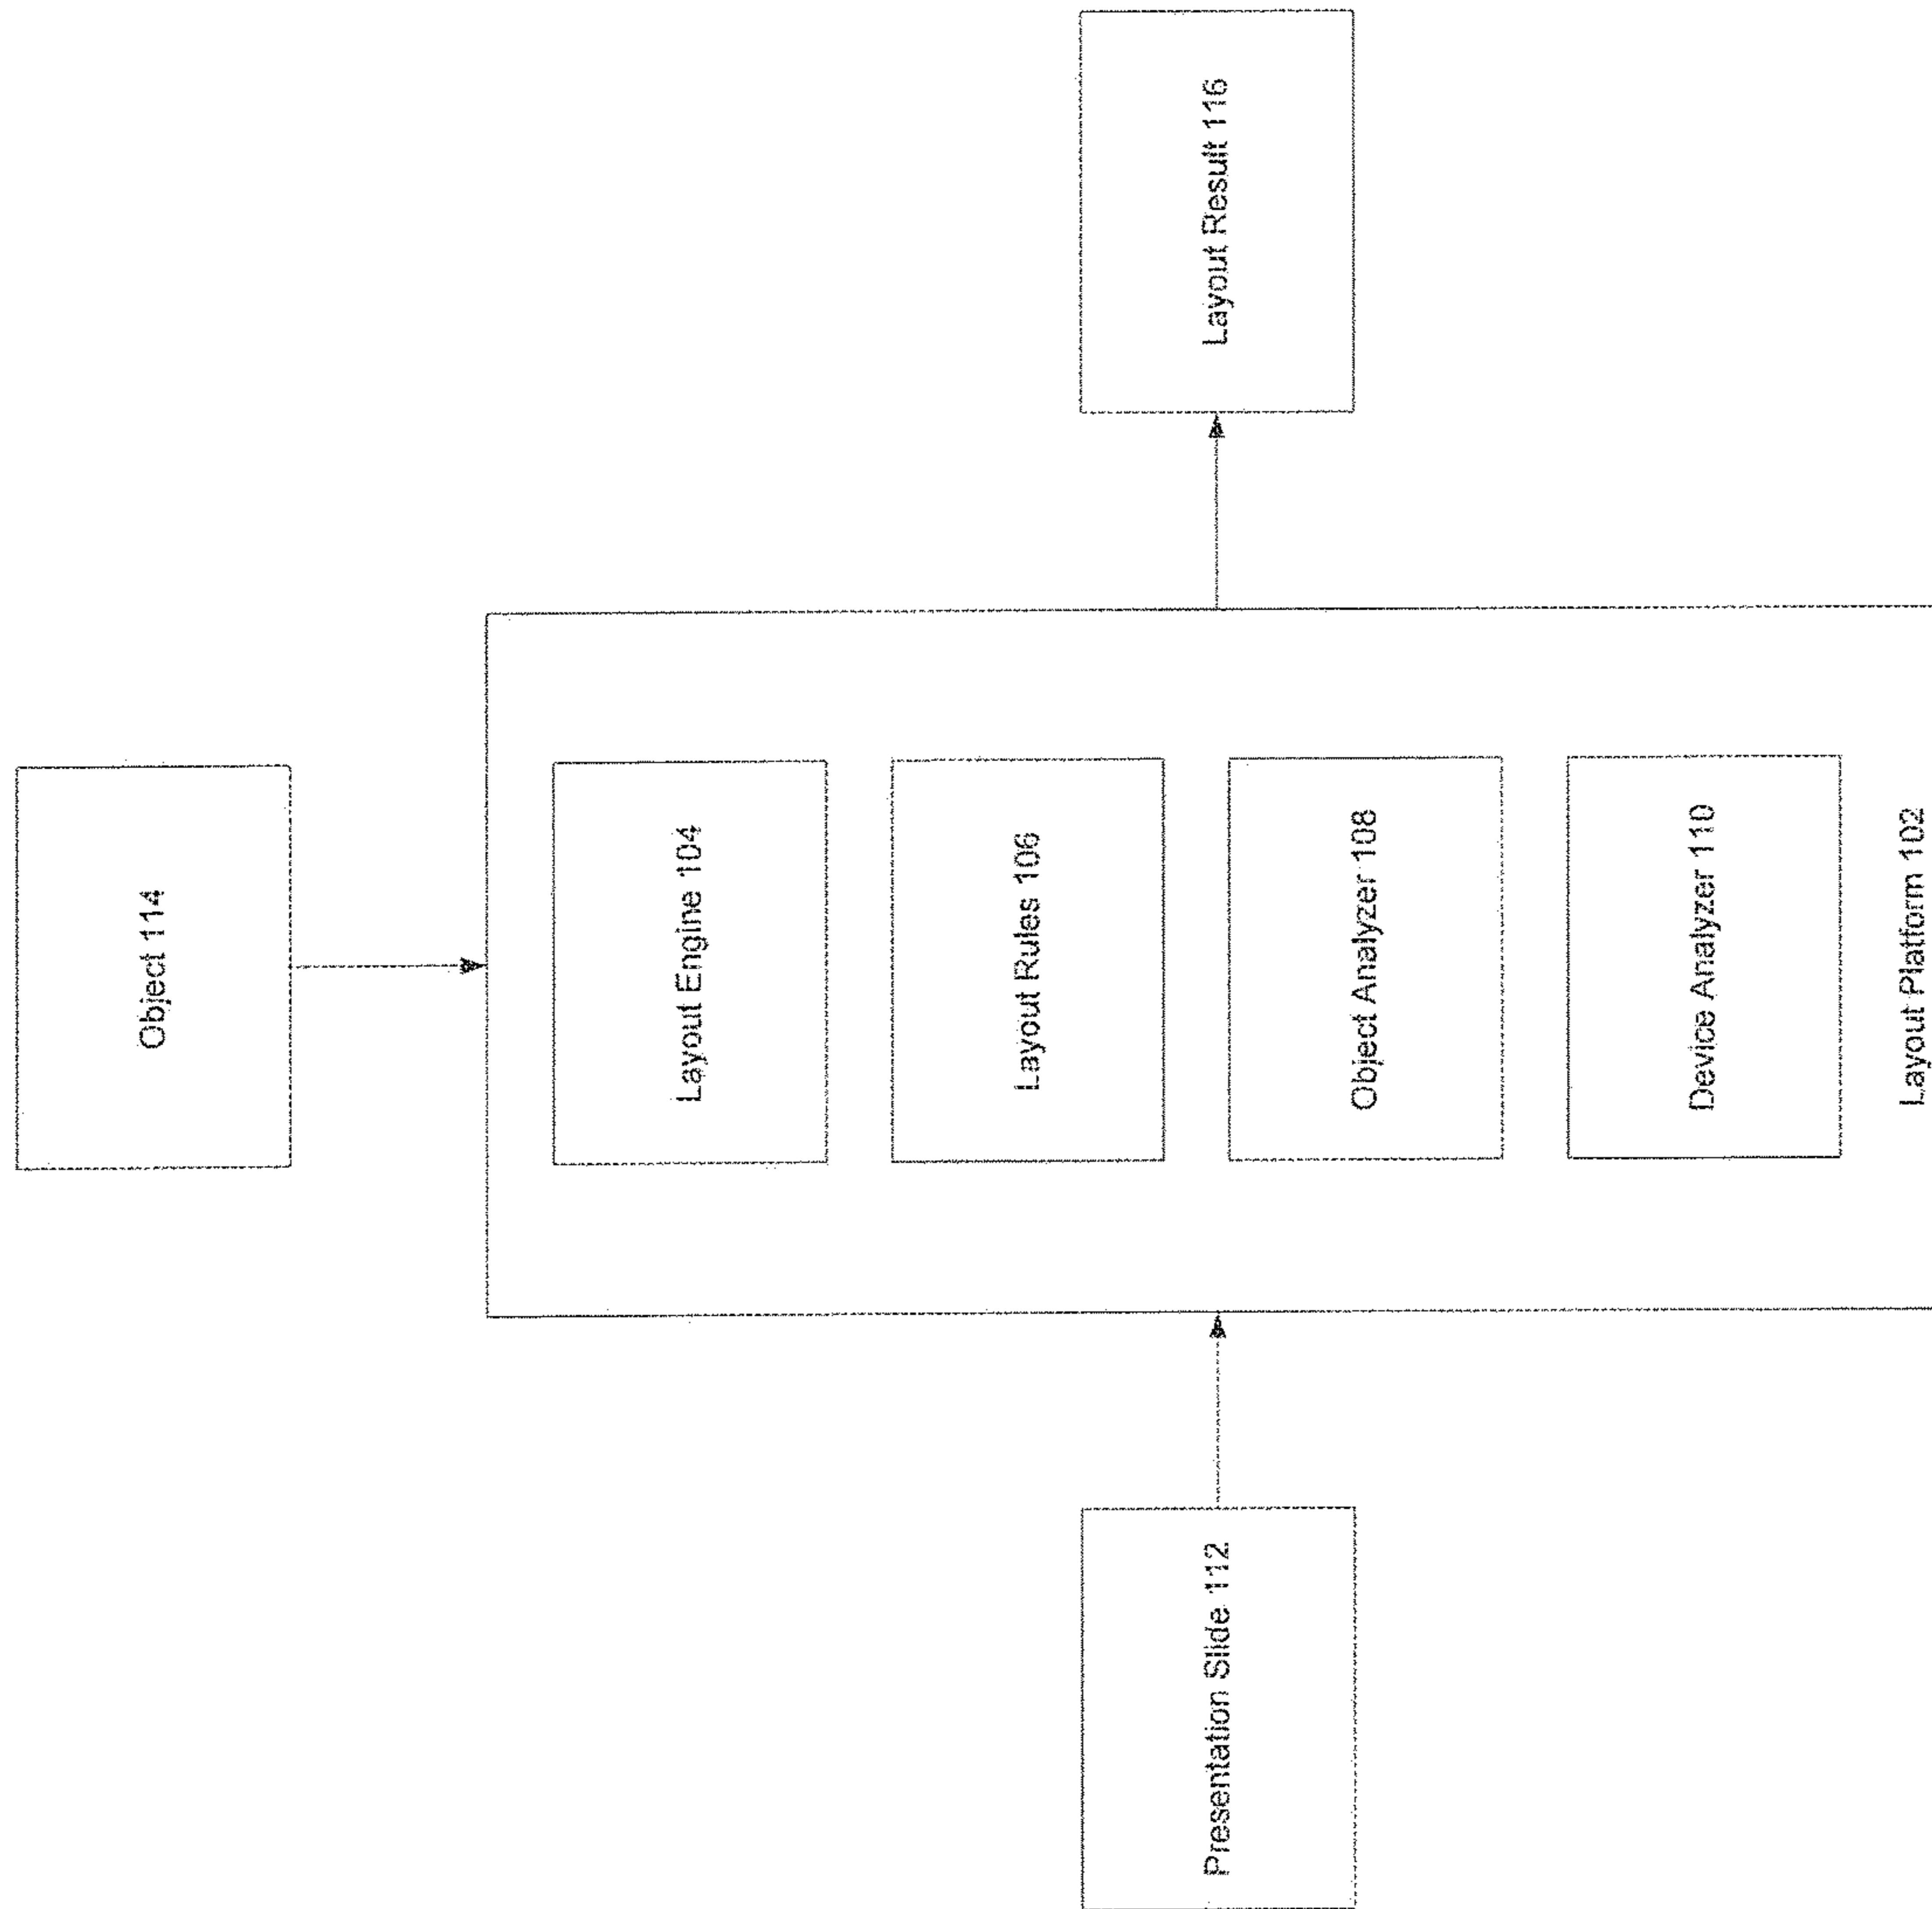 Object 114
Layout Engine 104
Layout Rules 106
Object Analyzer 108
Device Analyzer 110
Layout Platform 102
Presentation Slide 112
Layout Result 116